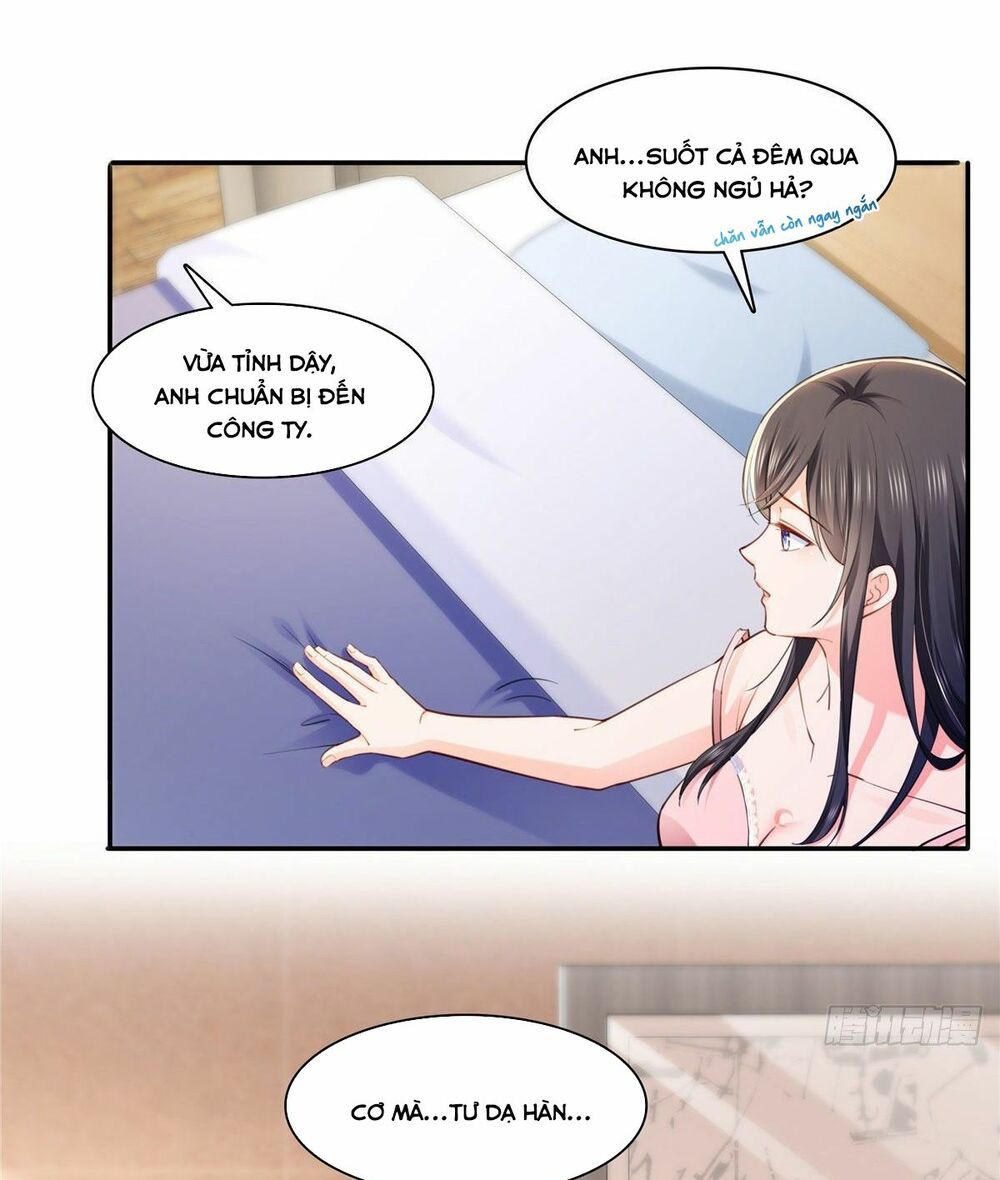 ANH...SUỐT CẢ ĐÊM QUA
KHÔNG NGỦ HẢ?
chăn vẫn còn ngay ngắn
VỪA TỈNH DẬY,
ANH CHUẨN BỊ ĐẾN
CÔNG TY.
腾讯动漫
CƠ MÀ...TƯ DẠ HÀN...